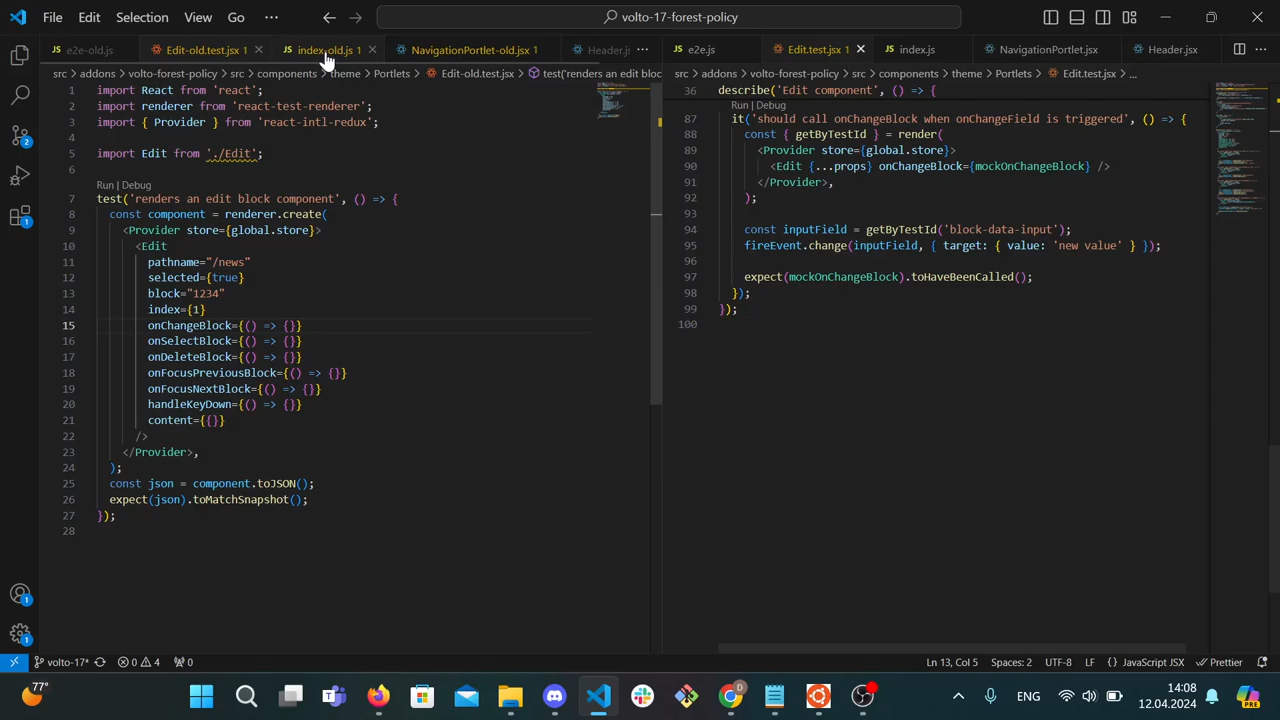 File Edit Selection View Go ··· volto-17-forest-policy
e2e-old.js Edit-old.test.jsx 1 index-old.js 1 NavigationPortlet-old.jsx 1 Header.j ···
src > addons > volto-forest-policy > src > components > theme > Portlets > Edit-old.test.jsx > test('renders an edit bloc
1 import React from 'react';
2 import renderer from 'react-test-renderer';
3 import { Provider } from 'react-intl-redux';
4
5 import Edit from './Edit';
6
Run | Debug
7 test('renders an edit block component', () => {
8 const component = renderer.create(
9 <Provider store={global.store}>
10 <Edit
11 pathname="/news"
12 selected={true}
13 block="1234"
14 index={1}
15 onChangeBlock={() => {}}
16 onSelectBlock={() => {}}
17 onDeleteBlock={() => {}}
18 onFocusPreviousBlock={() => {}}
19 onFocusNextBlock={() => {}}
20 handleKeyDown={() => {}}
21 content={{}}
22 />
23 </Provider>,
24 );
25 const json = component.toJSON();
26 expect(json).toMatchSnapshot();
27 });
28
e2e.js Edit.test.jsx 1 index.js NavigationPortlet.jsx Header.jsx ···
src > addons > volto-forest-policy > src > components > theme > Portlets > Edit.test.jsx > ...
36 describe('Edit component', () => {
Run | Debug
87 it('should call onChangeBlock when onChangeField is triggered', () => {
88 const { getByTestId } = render(
89 <Provider store={global.store}>
90 <Edit {...props} onChangeBlock={mockOnChangeBlock} />
91 </Provider>,
92 );
93
94 const inputField = getByTestId('block-data-input');
95 fireEvent.change(inputField, { target: { value: 'new value' } });
96
97 expect(mockOnChangeBlock).toHaveBeenCalled();
98 });
99 });
100
2
1
1
1
volto-17* 0 4 0 Ln 13, Col 5 Spaces: 2 UTF-8 LF {} JavaScript JSX Prettier
77° D ENG 14:08 PRE
12.04.2024